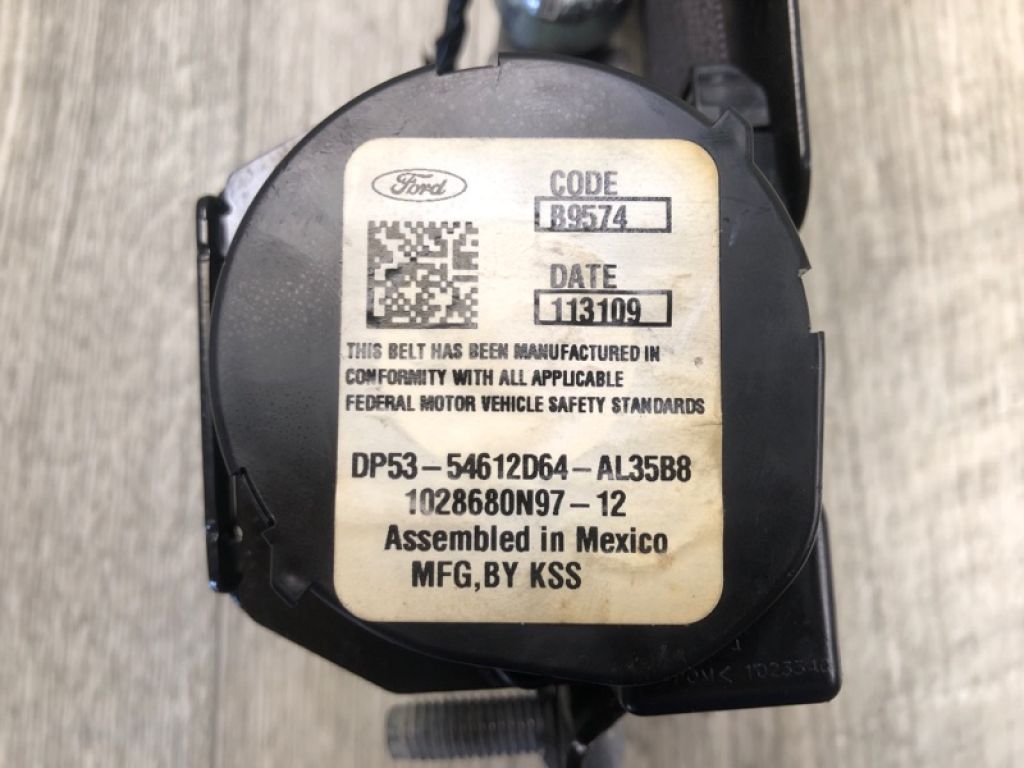 Ford
CODE
B9574
DATE
113109
THIS BELT HAS BEEN MANUFACTURED IN
CONFORMITY WITH ALL APPLICABLE
FEDERAL MOTOR VEHICLE SAFETY STANDARDS
DP53-54612D64-AL35B8
1028680N97-12
Assembled in Mexico
MFG,BY KSS